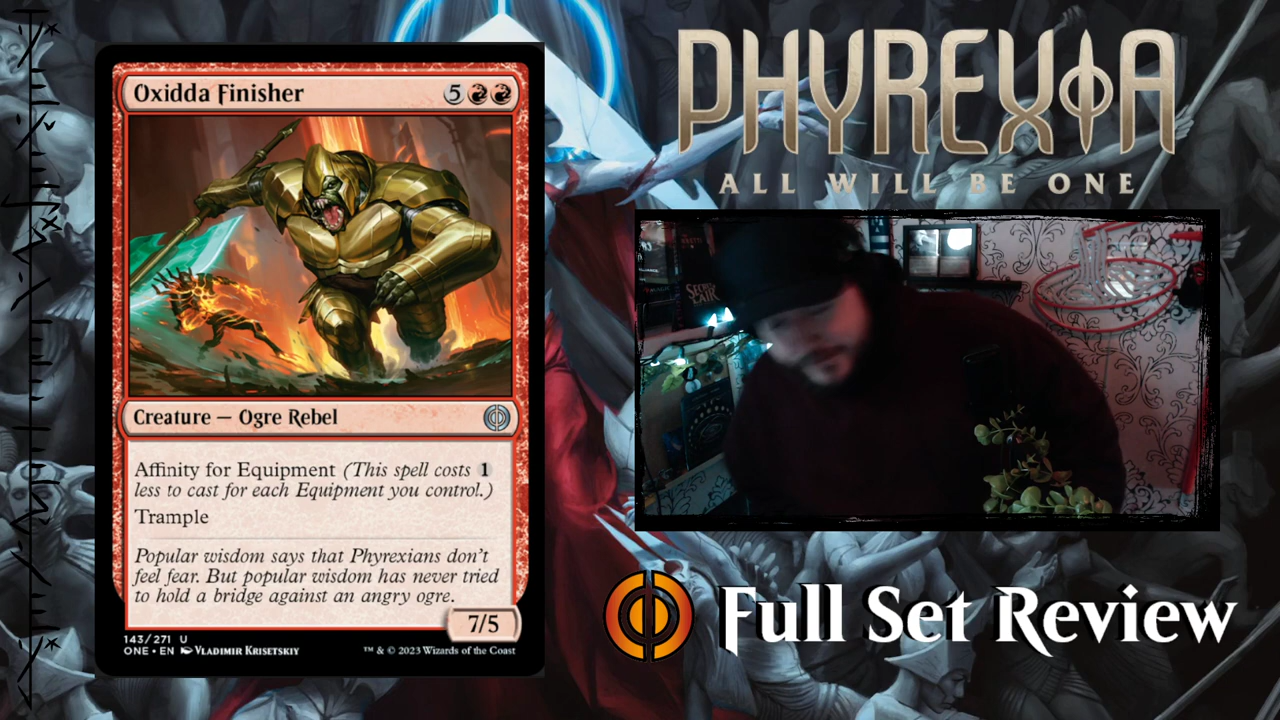 Oxidda Finisher 5
Creature — Ogre Rebel
Affinity for Equipment (This spell costs 1
less to cast for each Equipment you control.)
Trample
Popular wisdom says that Phyrexians don't
feel fear. But popular wisdom has never tried
to hold a bridge against an angry ogre.
7/5
143/271 U
ONE • EN Vladimir Krisetskiy
™ & © 2023 Wizards of the Coast
PHYREXIA
ALL WILL BE ONE
SECRET
LAIR
Full Set Review